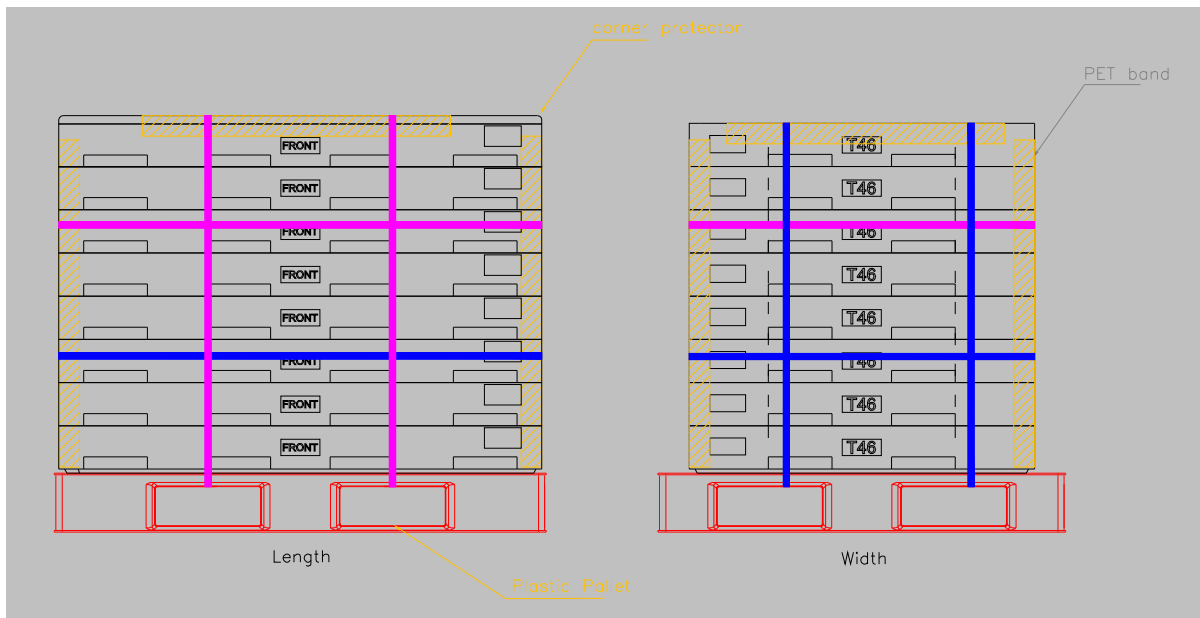 corner protector
PET band
FRONT
FRONT
FRONT
FRONT
FRONT
FRONT
FRONT
FRONT
T46
T46
T46
T46
T46
T46
T46
T46
Length
Width
Plastic Pallet